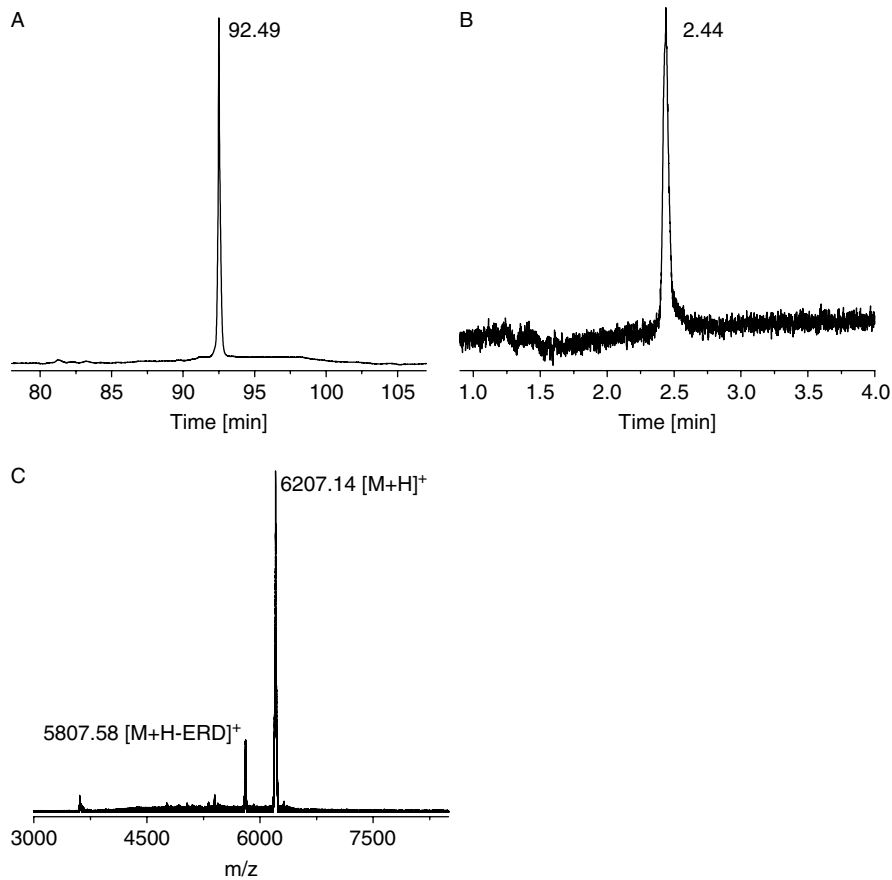 A
92.49
80 85 90 95 100 105
Time [min]
B
2.44
1.0 1.5 2.0 2.5 3.0 3.5 4.0
Time [min]
C
6207.14 [M+H]⁺
5807.58 [M+H-ERD]⁺
3000 4500 6000 7500
m/z